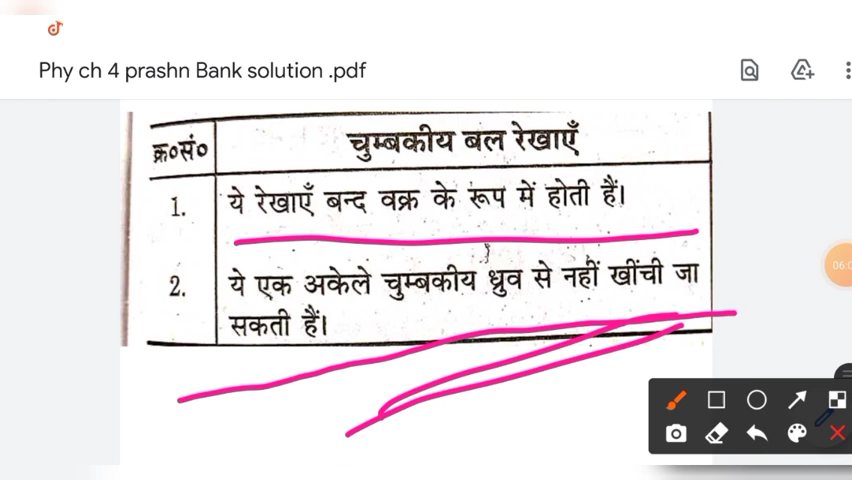 Phy ch 4 prashn Bank solution .pdf
क्र०सं० चुम्बकीय बल रेखाएँ
1. ये रेखाएँ बन्द वक्र के रूप में होती हैं।
2. ये एक अकेले चुम्बकीय ध्रुव से नहीं खींची जा
सकती हैं।